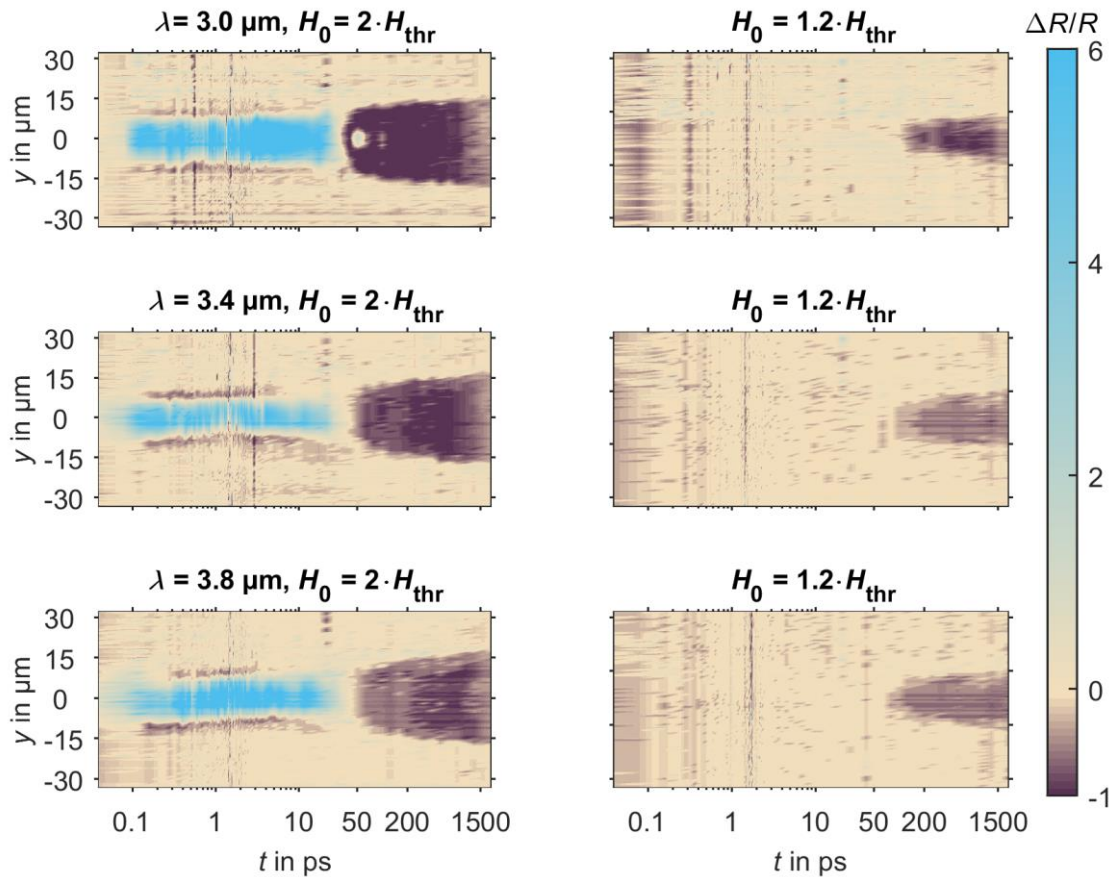 λ = 3.0 µm, H₀ = 2·Hₜₕᵣ
H₀ = 1.2·Hₜₕᵣ
ΔR/R
y in µm
30
15
0
-15
-30
6
4
2
0
-1
λ = 3.4 µm, H₀ = 2·Hₜₕᵣ
H₀ = 1.2·Hₜₕᵣ
y in µm
30
15
0
-15
-30
λ = 3.8 µm, H₀ = 2·Hₜₕᵣ
H₀ = 1.2·Hₜₕᵣ
y in µm
30
15
0
-15
-30
0.1 1 10 50 200 1500
t in ps
0.1 1 10 50 200 1500
t in ps